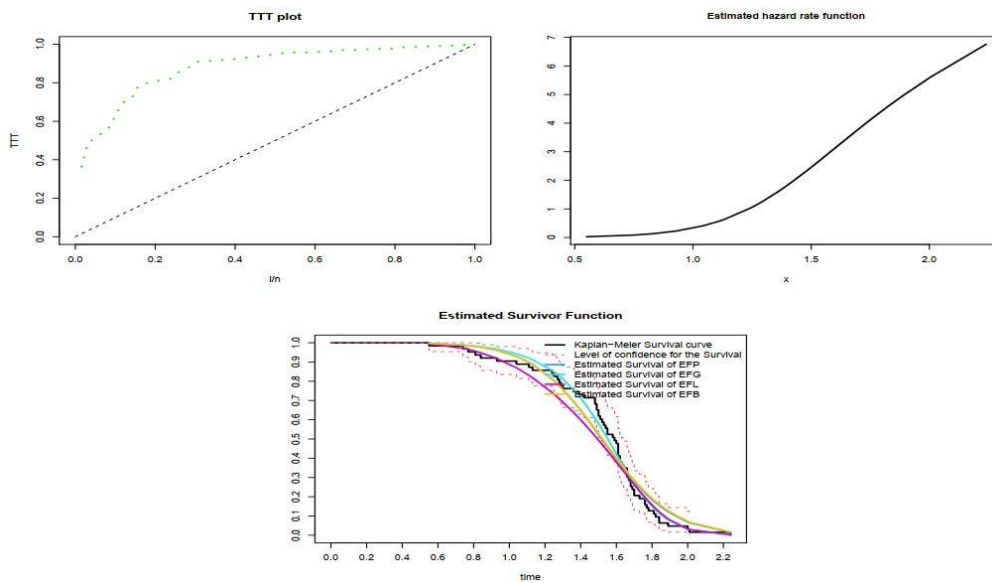 TTT plot
TTT
1.0
0.8
0.6
0.4
0.2
0.0
0.0 0.2 0.4 0.6 0.8 1.0
i/n
Estimated hazard rate function
7
6
5
4
3
2
1
0
0.5 1.0 1.5 2.0
x
Estimated Survivor Function
1.0
0.9
0.8
0.7
0.6
0.5
0.4
0.3
0.2
0.1
0.0
Kaplan-Meier Survival curve
Level of confidence for the Survival
Estimated Survival of EFP
Estimated Survival of EFG
Estimated Survival of EFL
Estimated Survival of EFB
0.0 0.2 0.4 0.6 0.8 1.0 1.2 1.4 1.6 1.8 2.0 2.2
time